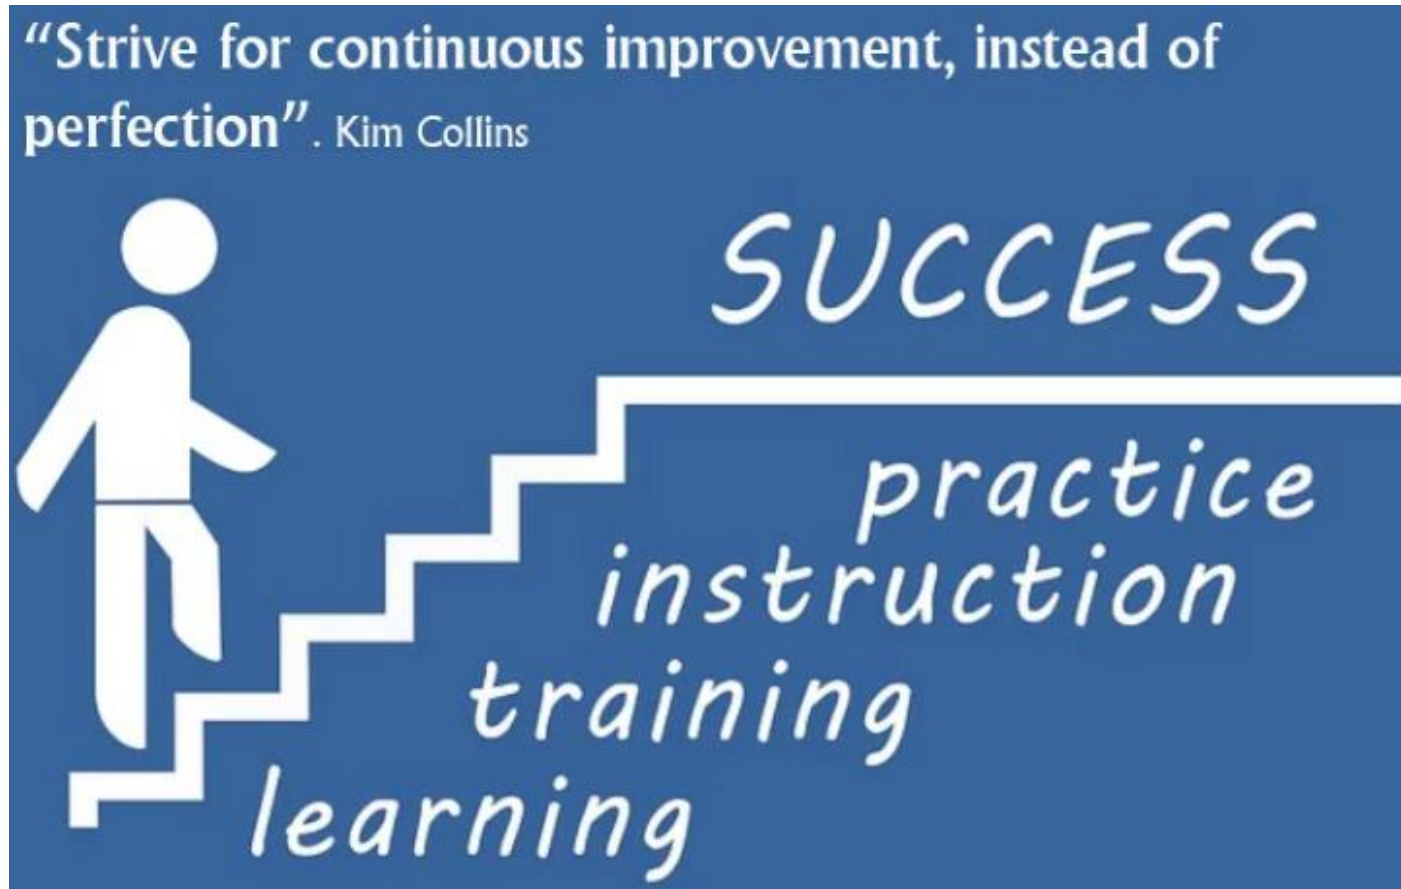 “Strive for continuous improvement, instead of
perfection”. Kim Collins
SUCCESS
practice
instruction
training
learning